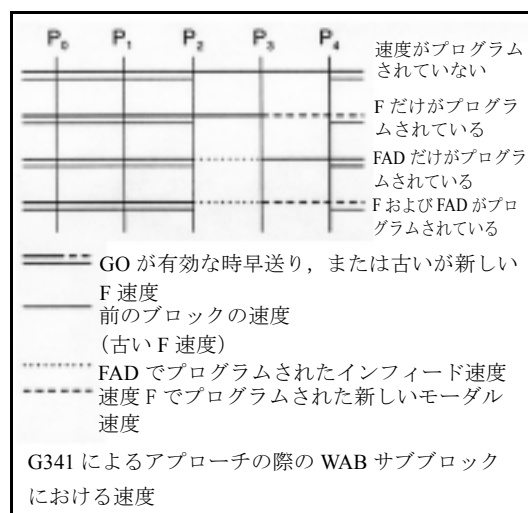 P0 P1 P2 P3 P4
速度がプログラム
されていない
F だけがプログラ
ムされている
FAD だけがプログラ
ムされている
F および FAD がプロ
グラムされている
GO が有効な時早送り，または古いが新しい
F 速度
前のブロックの速度
（古い F 速度）
FAD でプログラムされたインフィード速度
速度 F でプログラムされた新しいモーダル
速度
G341 によるアプローチの際の WAB サブブロック
における速度